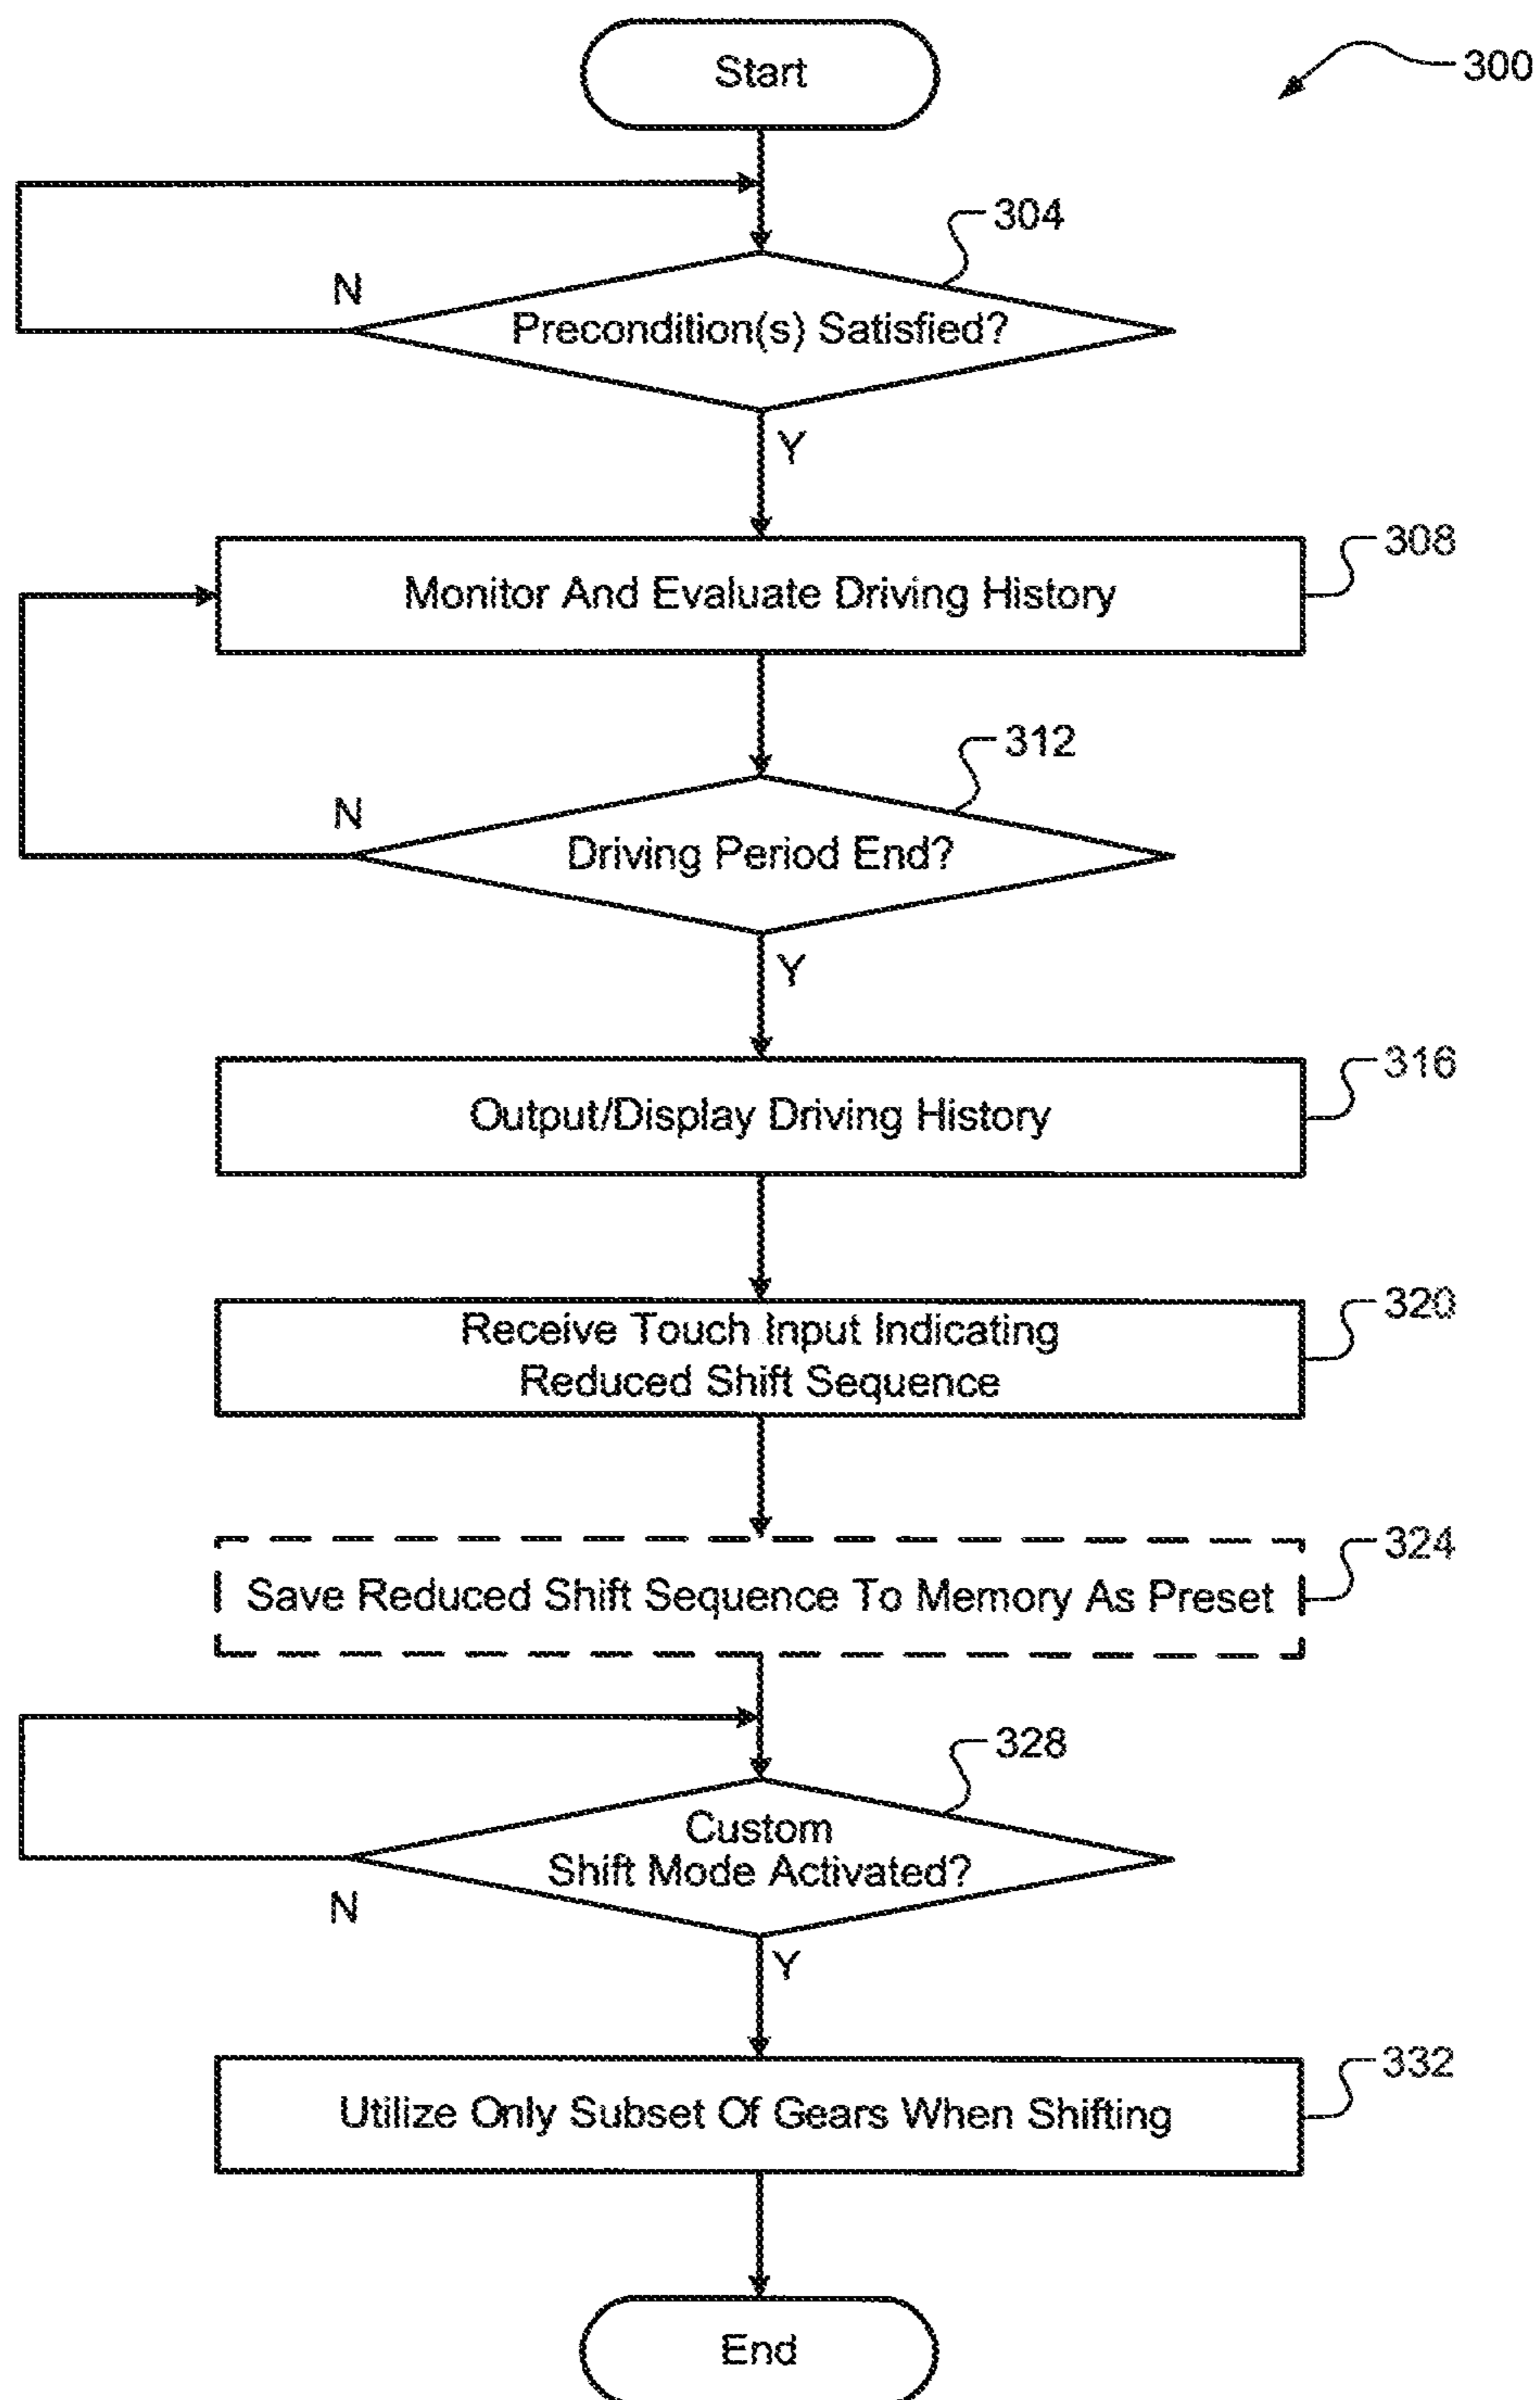 Start
300
304
N
Precondition(s) Satisfied?
Y
308
Monitor And Evaluate Driving History
312
N
Driving Period End?
Y
316
Output/Display Driving History
320
Receive Touch Input Indicating
Reduced Shift Sequence
324
Save Reduced Shift Sequence To Memory As Preset
328
Custom
Shift Mode Activated?
N
Y
332
Utilize Only Subset Of Gears When Shifting
End